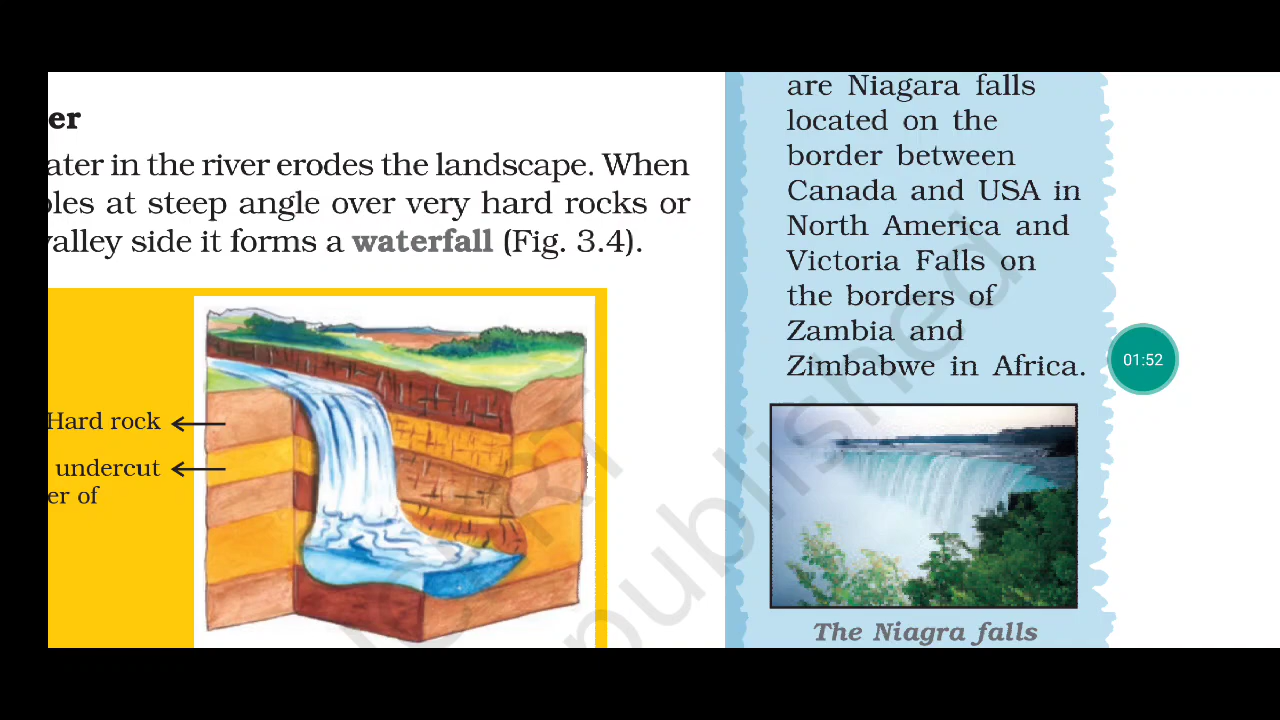 er
ater in the river erodes the landscape. When
les at steep angle over very hard rocks or
valley side it forms a waterfall (Fig. 3.4).
Hard rock
undercut
er of
are Niagara falls
located on the
border between
Canada and USA in
North America and
Victoria Falls on
the borders of
Zambia and
Zimbabwe in Africa.
The Niagra falls
01:52
published